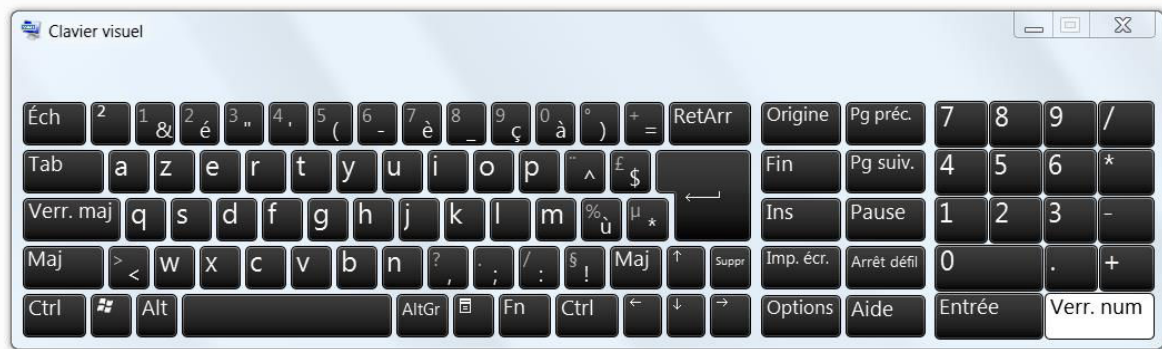 Clavier visuel
Éch ² 1 & 2 é 3 " 4 ' 5 ( 6 - 7 è 8 _ 9 ç 0 à ° ) + = RetArr Origine Pg préc. 7 8 9 /
Tab a z e r t y u i o p ¨ ^ £ $ Fin Pg suiv. 4 5 6 *
Verr. maj q s d f g h j k l m % ù µ * Ins Pause 1 2 3 -
Maj > < w x c v b n ? , . ; / : § ! Maj ↑ Suppr Imp. écr. Arrêt défil 0 . +
Ctrl Alt AltGr Fn Ctrl ← ↓ → Options Aide Entrée Verr. num